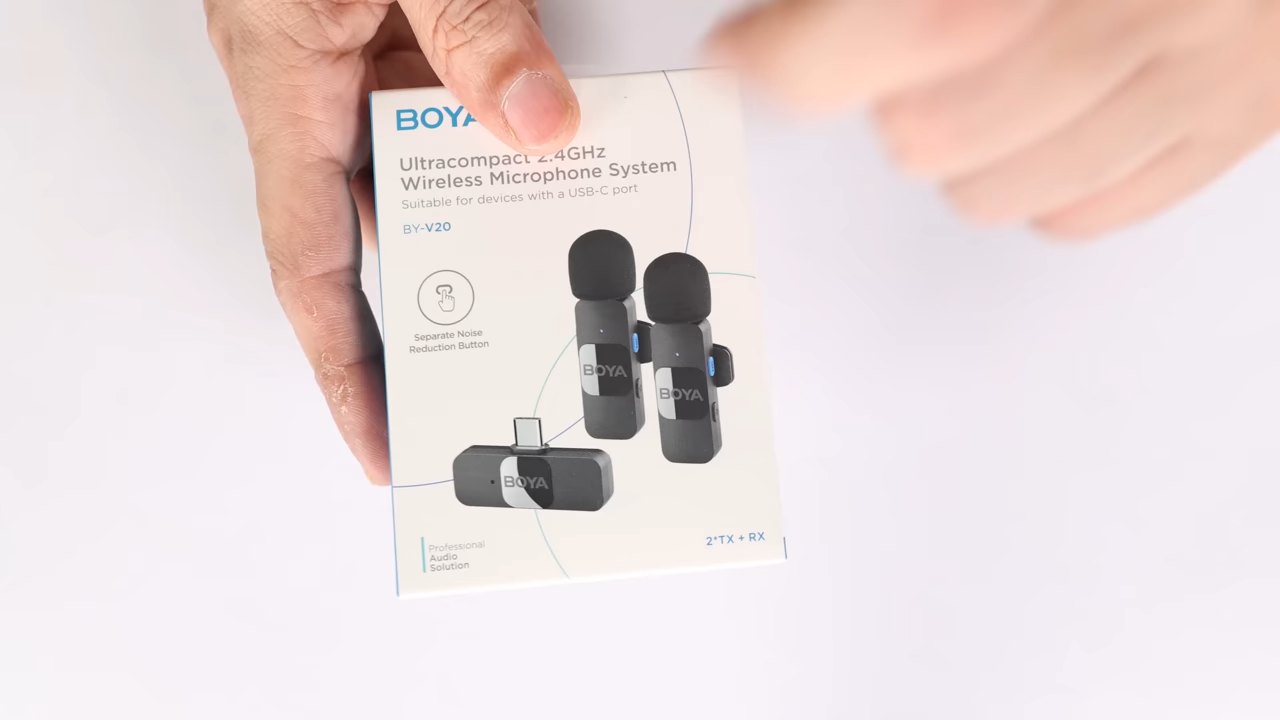 BOYA
Ultracompact 2.4GHz
Wireless Microphone System
Suitable for devices with a USB-C port
BY-V20
Separate Noise
Reduction Button
BOYA
BOYA
BOYA
Professional
Audio
Solution
2*TX + RX